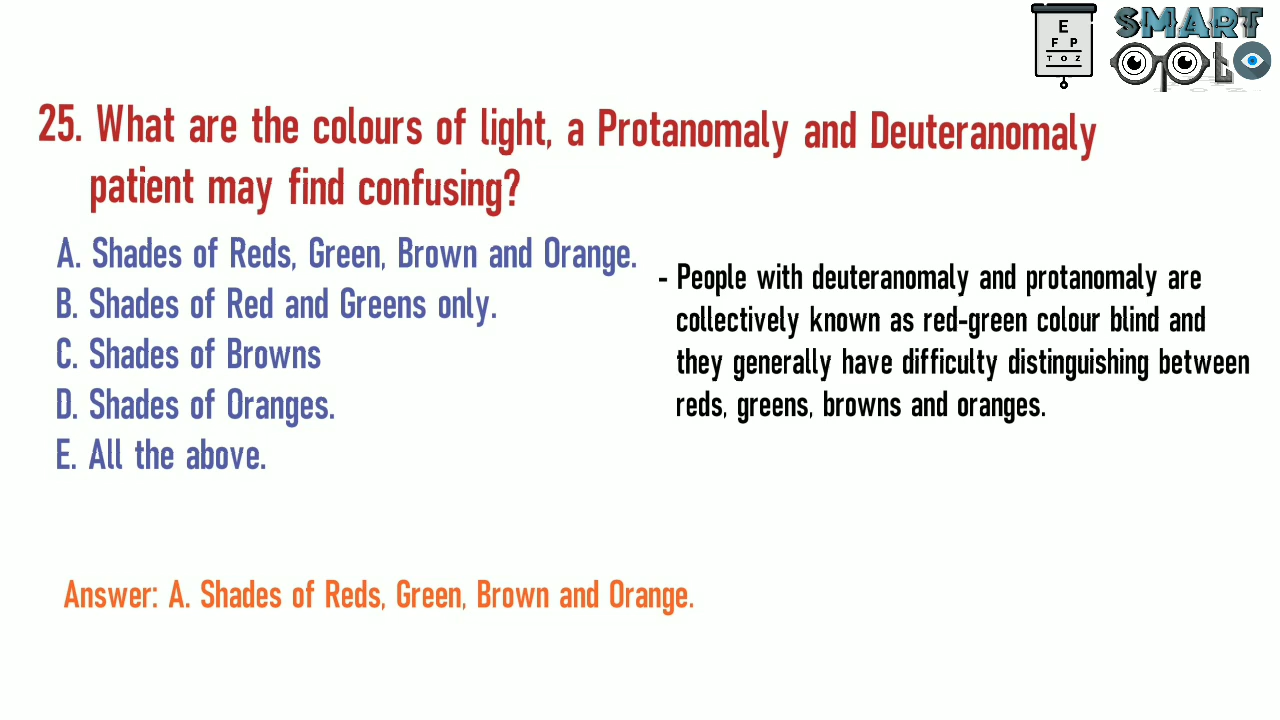 E
F P
T O Z
SMART
Opto
25. What are the colours of light, a Protanomaly and Deuteranomaly
patient may find confusing?
A. Shades of Reds, Green, Brown and Orange.
B. Shades of Red and Greens only.
C. Shades of Browns
D. Shades of Oranges.
E. All the above.
- People with deuteranomaly and protanomaly are
collectively known as red-green colour blind and
they generally have difficulty distinguishing between
reds, greens, browns and oranges.
Answer: A. Shades of Reds, Green, Brown and Orange.